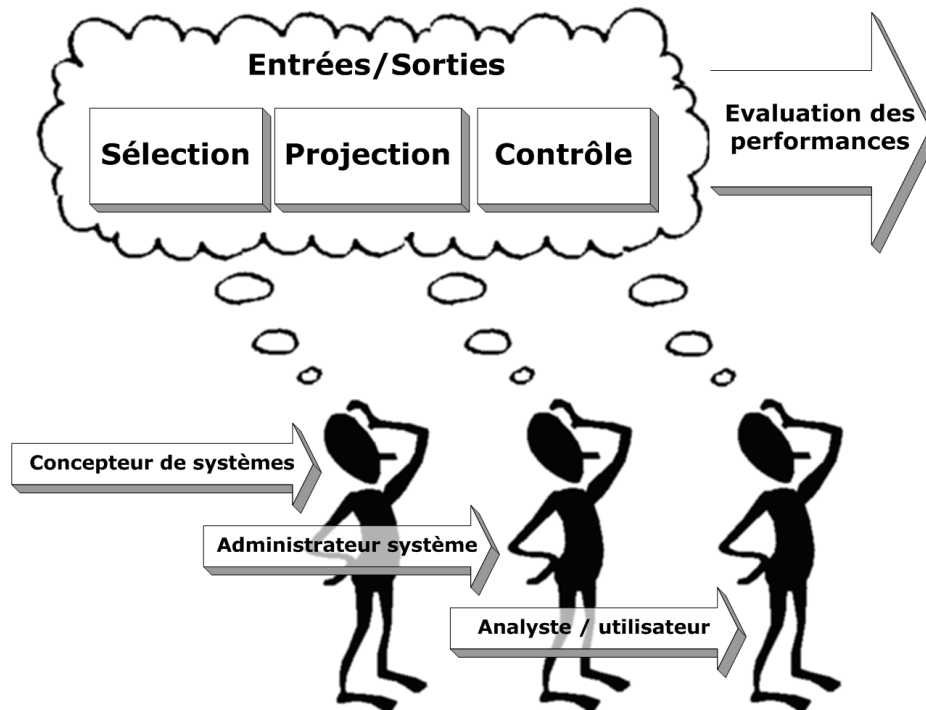 Entrées/Sorties
Sélection
Projection
Contrôle
Evaluation des
performances
Concepteur de systèmes
Administrateur système
Analyste / utilisateur